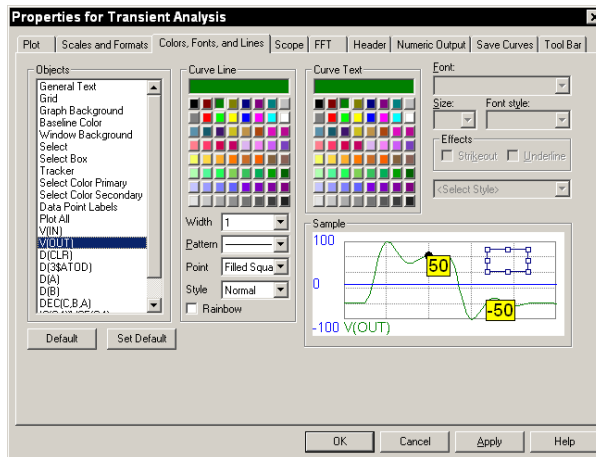 Properties for Transient Analysis
Plot Scales and Formats Colors, Fonts, and Lines Scope FFT Header Numeric Output Save Curves Tool Bar
Objects
General Text
Grid
Graph Background
Baseline Color
Window Background
Select
Select Box
Tracker
Select Color Primary
Select Color Secondary
Data Point Labels
Plot All
V(IN)
V(OUT)
D(CLR)
D(3$ATOD)
D(A)
D(B)
DEC(C,B,A)
Default Set Default
Curve Line
Width 1
Pattern
Point Filled Squa
Style Normal
Rainbow
Curve Text
Font:
Size: Font style:
Effects
Strikeout Underline
<Select Style>
Sample
100
50
0
-50
-100 V(OUT)
OK Cancel Apply Help